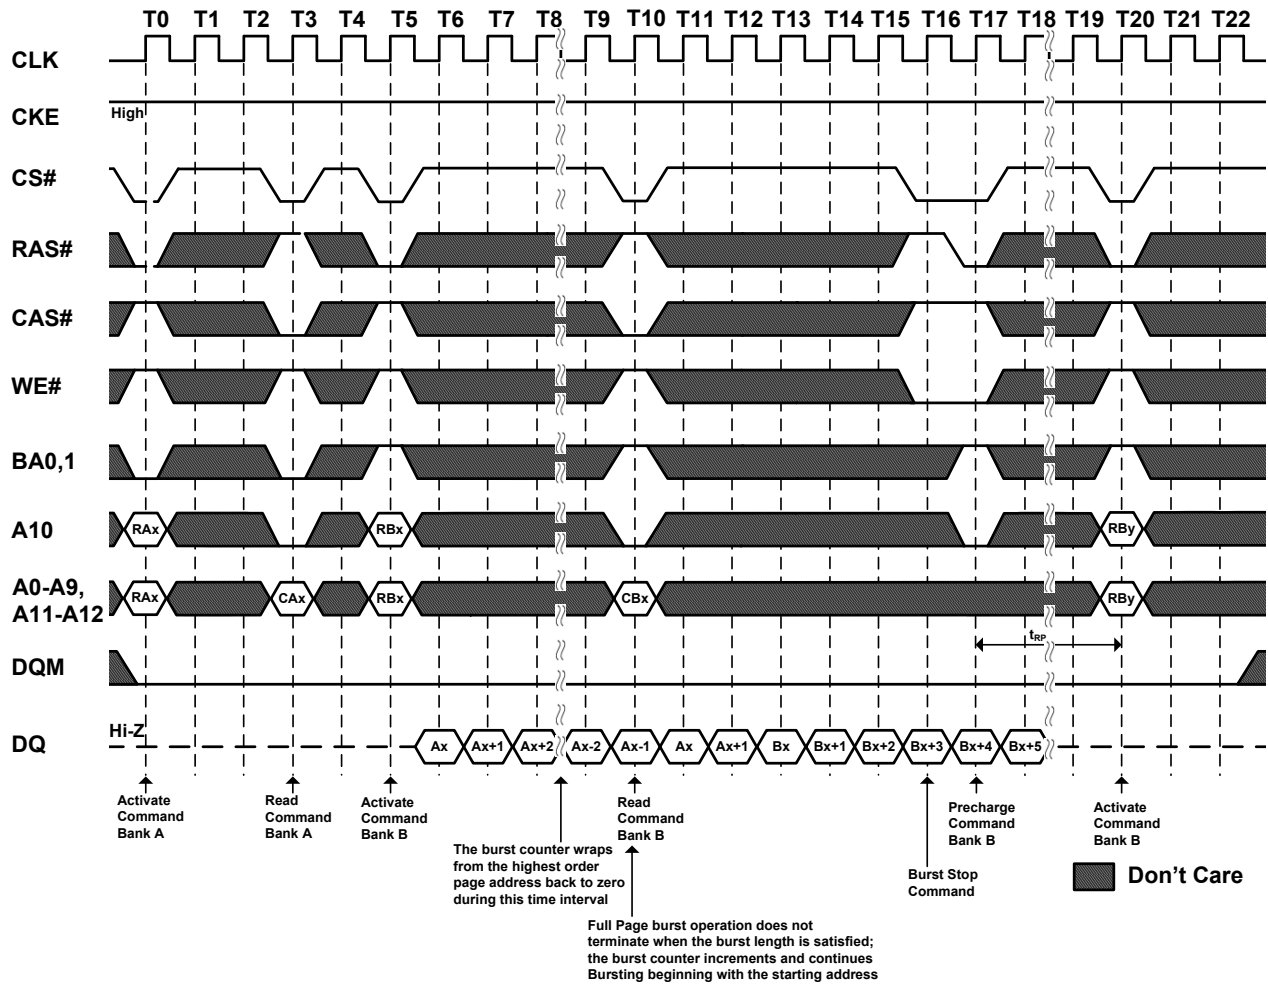 T0 T1 T2 T3 T4 T5 T6 T7 T8 T9 T10 T11 T12 T13 T14 T15 T16 T17 T18 T19 T20 T21 T22
CLK
CKE High
CS#
RAS#
CAS#
WE#
BA0,1
A10 RAx RBx RBy
A0-A9,
A11-A12 RAx CAx RBx CBx RBy
tRP
DQM
Hi-Z
DQ Ax Ax+1 Ax+2 Ax-2 Ax-1 Ax Ax+1 Bx Bx+1 Bx+2 Bx+3 Bx+4 Bx+5
Activate
Command
Bank A
Read
Command
Bank A
Activate
Command
Bank B
The burst counter wraps
from the highest order
page address back to zero
during this time interval
Read
Command
Bank B
Full Page burst operation does not
terminate when the burst length is satisfied;
the burst counter increments and continues
Bursting beginning with the starting address
Burst Stop
Command
Precharge
Command
Bank B
Activate
Command
Bank B
Don't Care